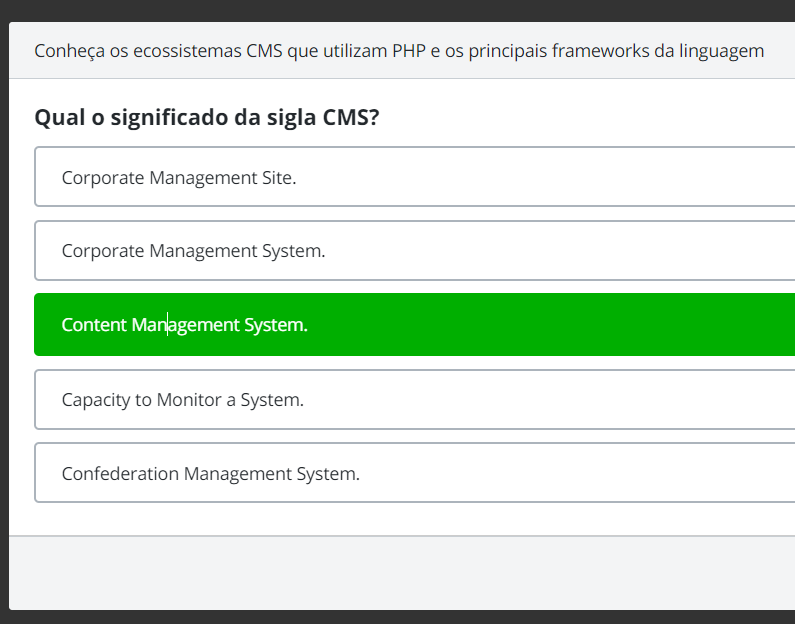 Conheça os ecossistemas CMS que utilizam PHP e os principais frameworks da linguagem
Qual o significado da sigla CMS?
Corporate Management Site.
Corporate Management System.
Content Management System.
Capacity to Monitor a System.
Confederation Management System.